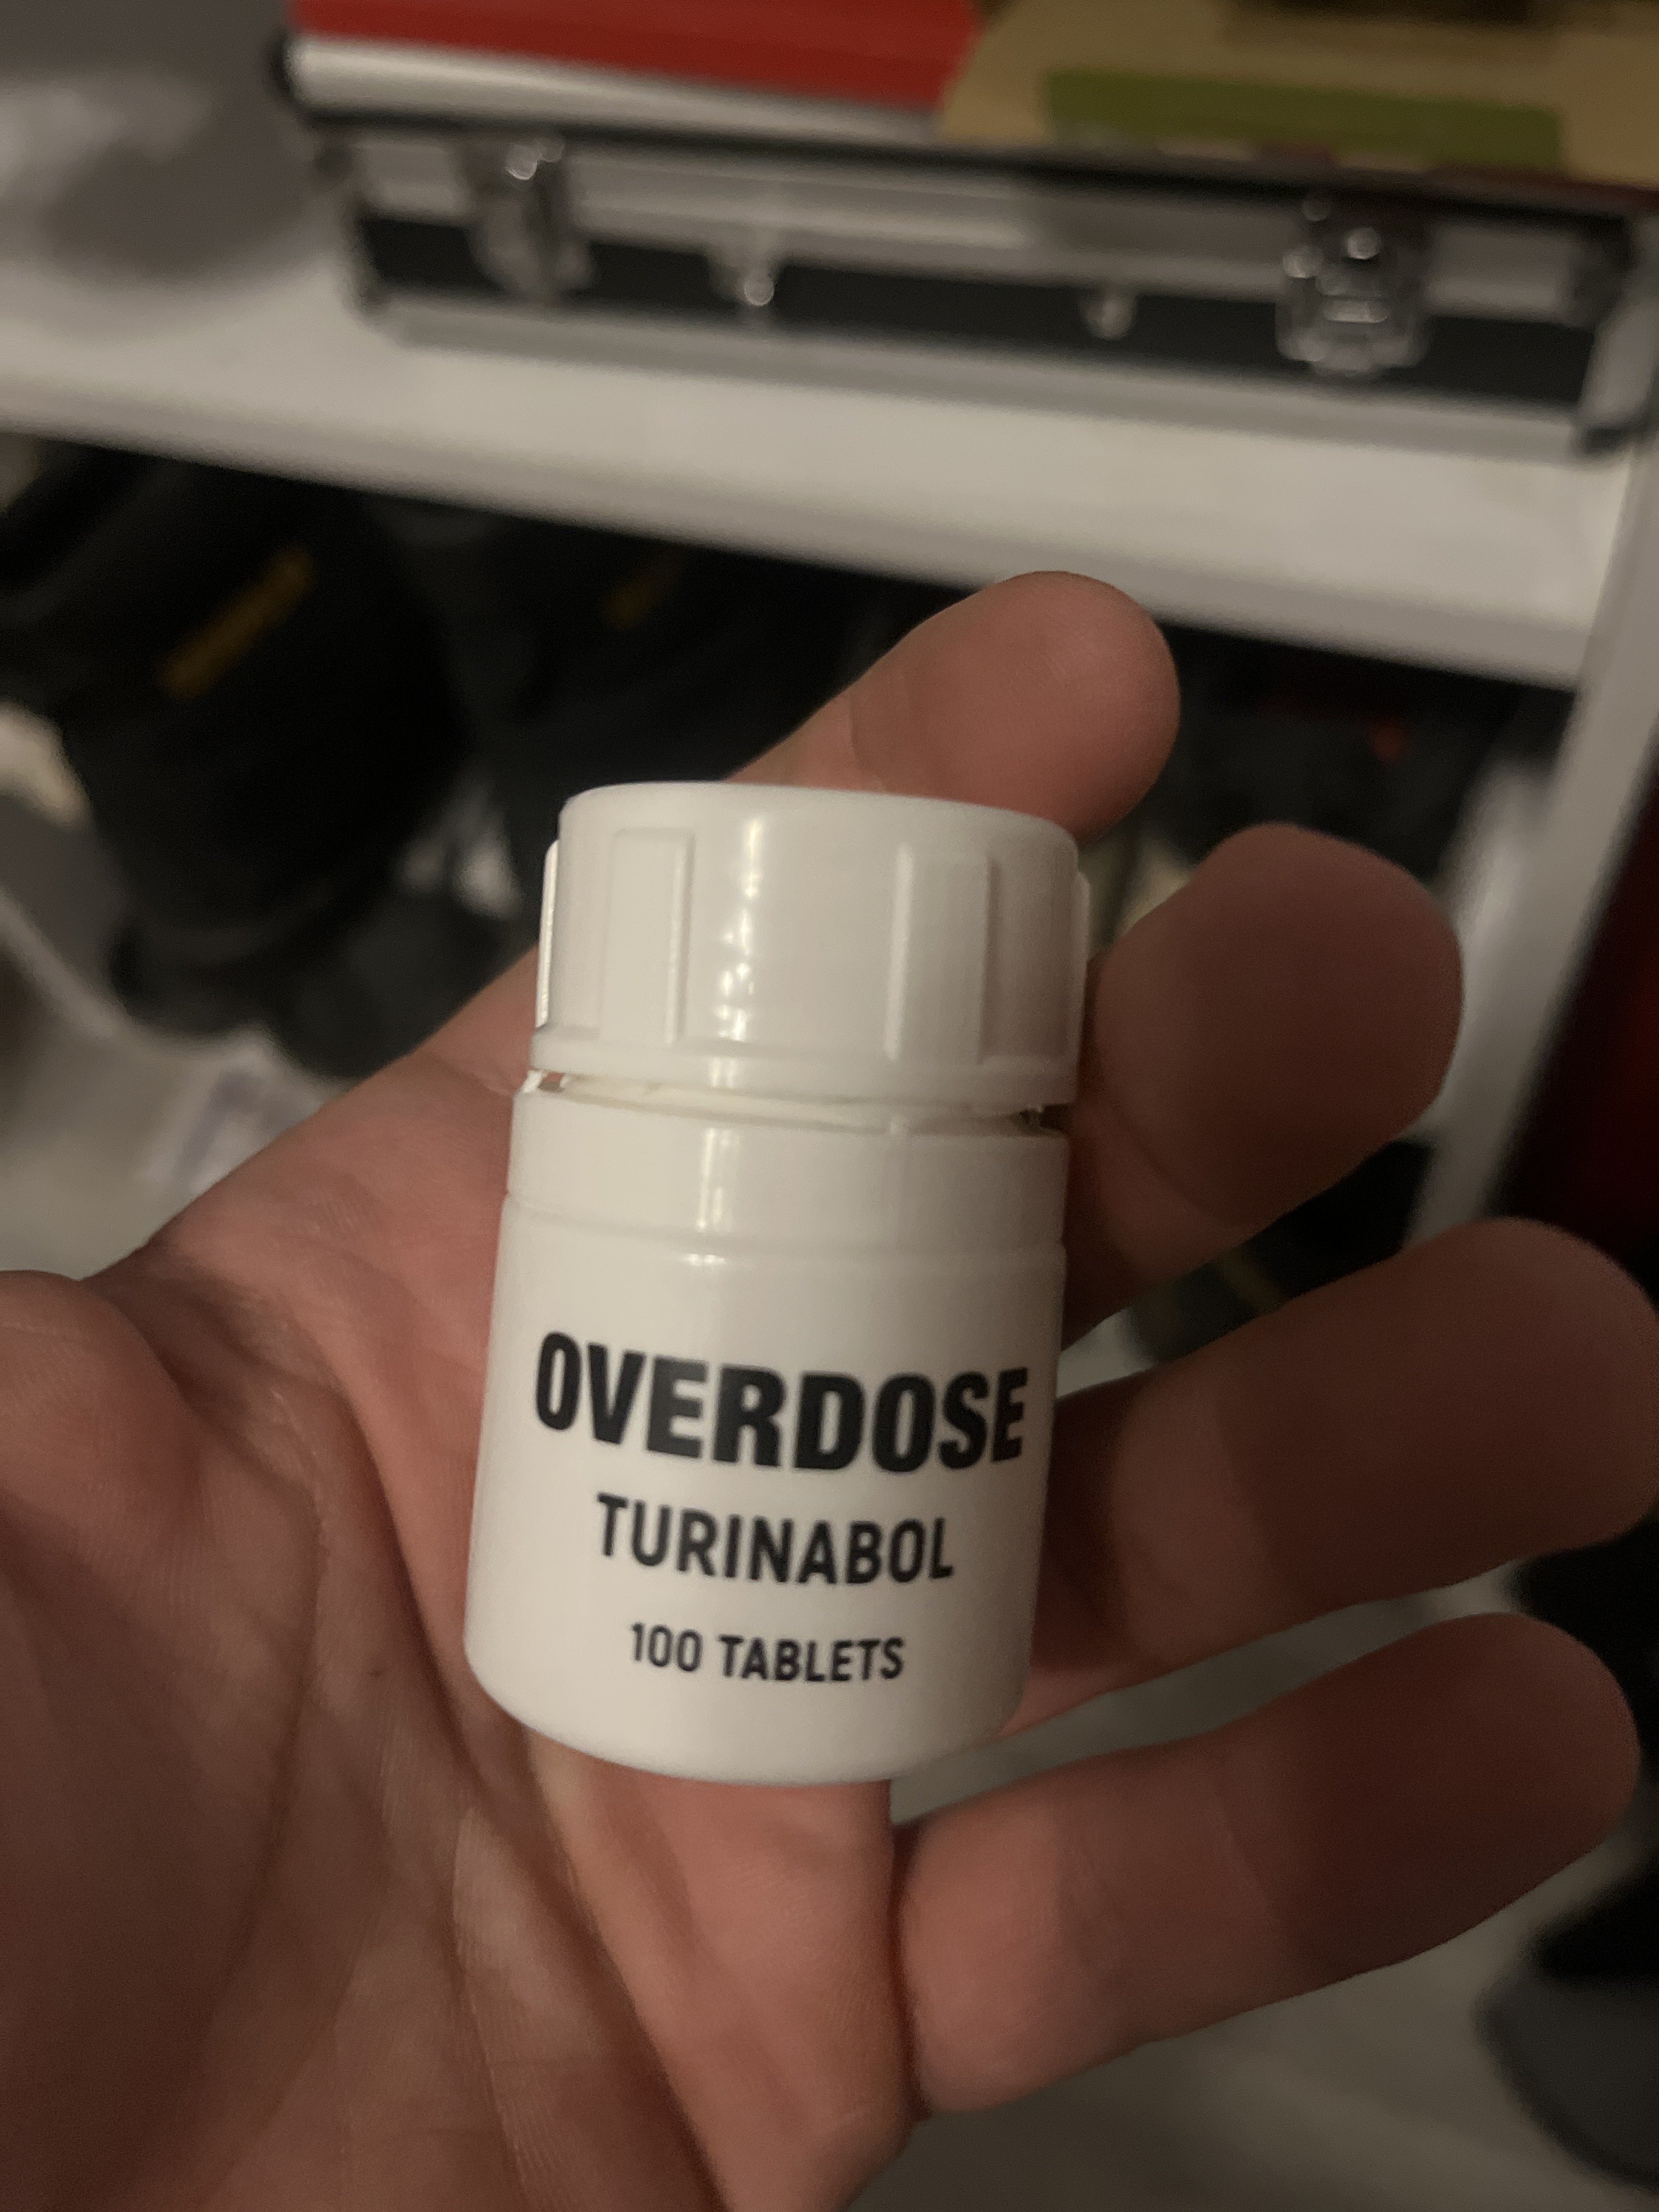 OVERDOSE
TURINABOL
100 TABLETS